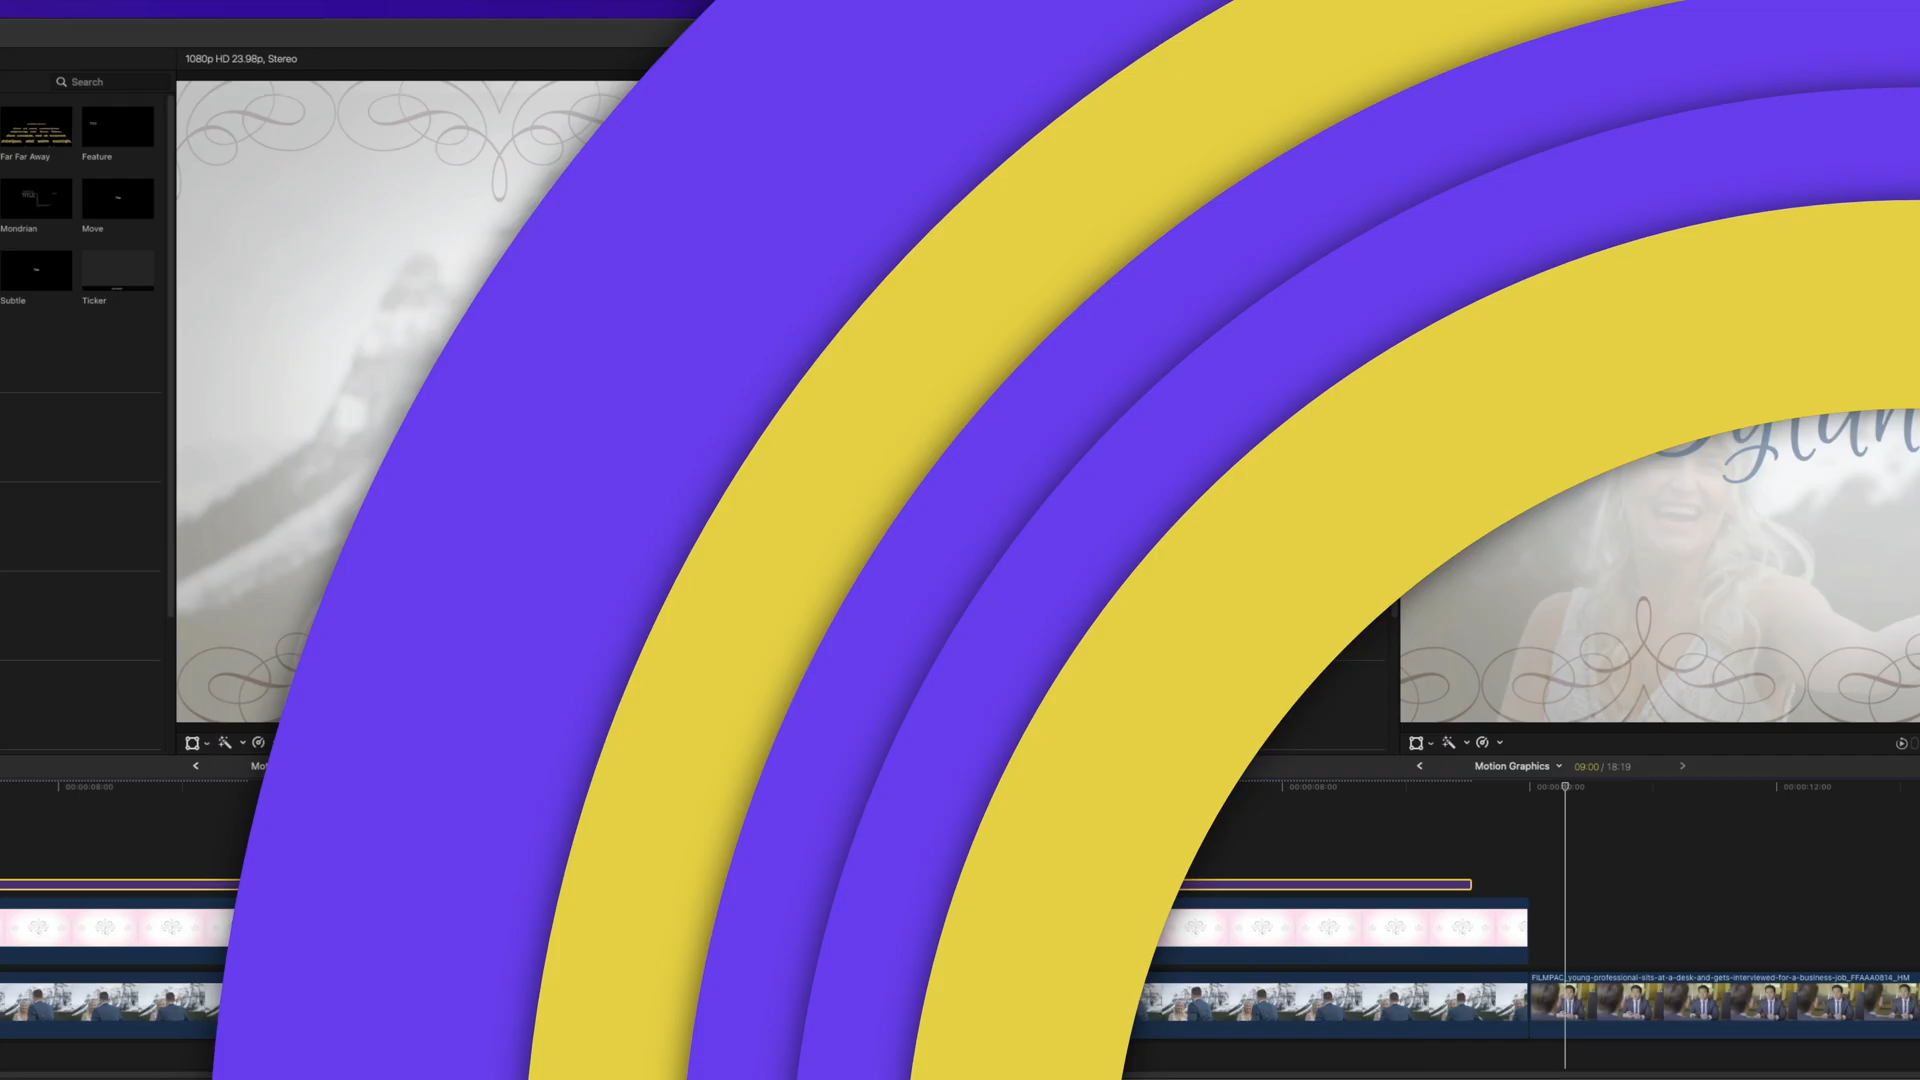 1080p HD 23.98p, Stereo
Search
Far Far Away
Feature
Mondrian
Move
Subtle
Ticker
Motion Graphics
09:00 / 18:19
00:00:08:00
00:00:08:00
00:00:12:00
FILMPAC_young-professional-sits-at-a-desk-and-gets-interviewed-for-a-business-job_FFAAA0814_HM